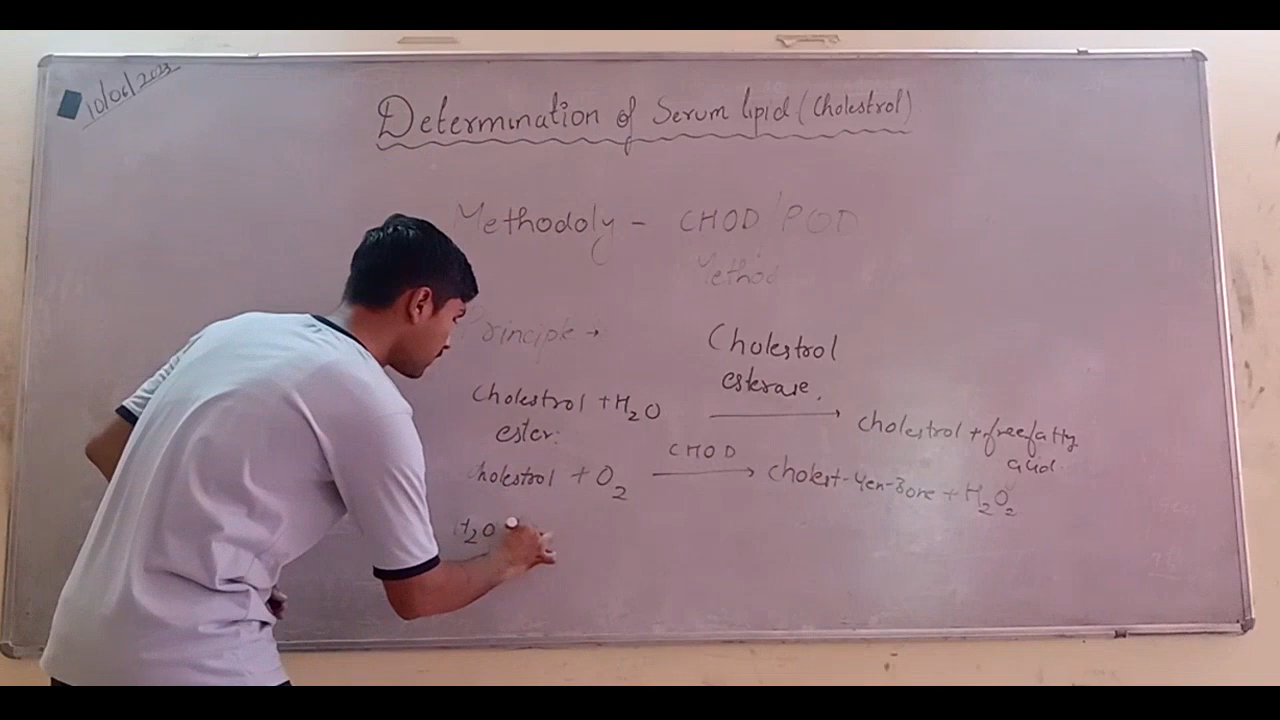 10/06/2023
Determination of Serum lipid (Cholestrol)
Methodoly - CHOD'POD
Method
Principle →
Cholestrol
esterase.
Cholestrol + H2O → cholestrol + free fatty
ester. acid.
Cholestrol + O2 CHOD → cholest-4en-3one + H2O2
H2O